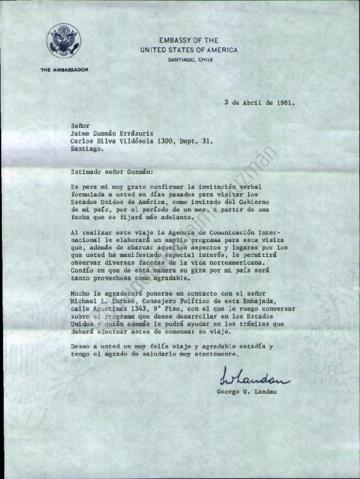 EMBASSY OF THE
UNITED STATES OF AMERICA
SANTIAGO, CHILE
THE AMBASSADOR
3 de Abril de 1981.
Señor
Jaime Guzmán Errázuriz
Carlos Silva Vildósola 1300, Dept. 31.
Santiago.
Estimado señor Guzmán:
Es para mi muy grato confirmar la invitación verbal
formulada a usted en días pasados para visitar los
Estados Unidos de América, como invitado del Gobierno
de mi país, por el período de un mes, a partir de una
fecha que se fijará más adelante.
Al realizar este viaje la Agencia de Comunicación Inter-
nacional le elaborará un amplio programa para esta visita
que, además de abarcar aquellos aspectos y lugares por los
que usted ha manifestado especial interés, le permitirá
observar diversas facetas de la vida norteamericana.
Confío en que de esta manera su gira por mi país será
tanto provechosa como agradable.
Mucho le agradeceré ponerse en contacto con el señor
Michael L. Durkee, Consejero Político de esta Embajada,
calle Agustinas 1343, 9° Piso, con el que le ruego conversar
sobre el programa que desee desarrollar en los Estados
Unidos y quién además le podrá ayudar en los trámites que
deberá efectuar antes de comenzar su viaje.
Deseo a usted un muy feliz viaje y agradable estadía y
tengo el agrado de saludarlo muy atentamente.
GWLandau
George W. Landau